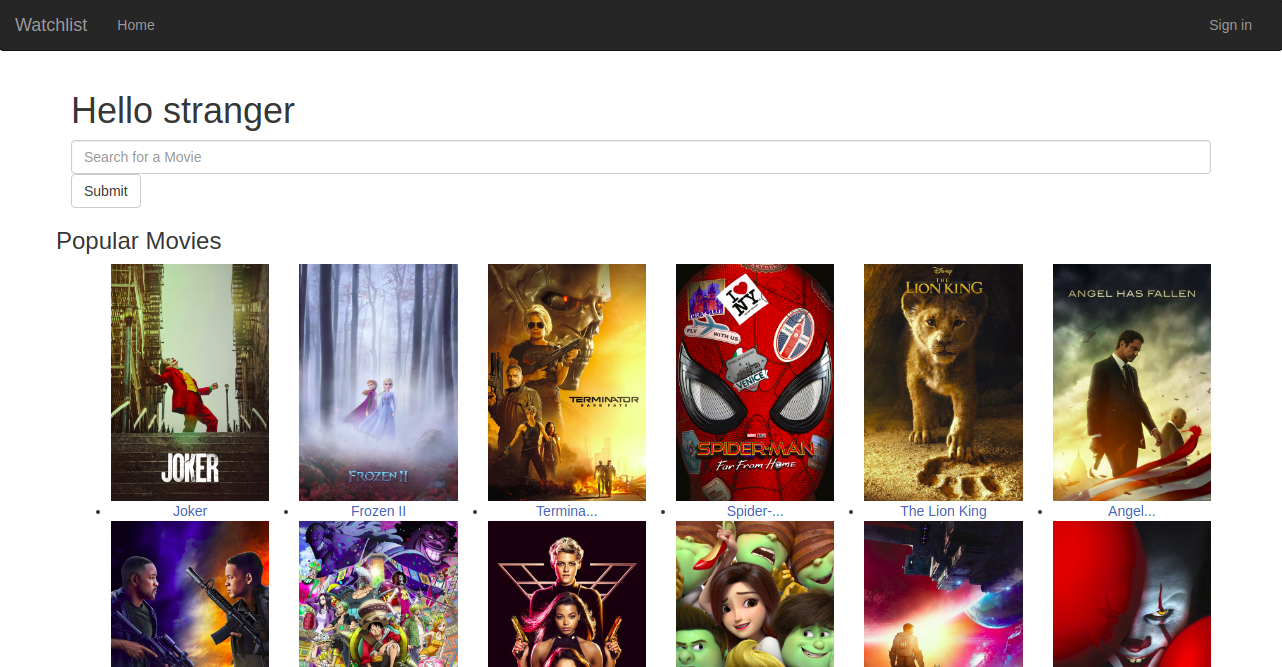 Watchlist Home Sign in
Hello stranger
Search for a Movie
Submit
Popular Movies
JOKER
FROZEN II
TERMINATOR
DARK FATE
I NY
FLY WITH US
VENICE
SPIDER-MAN
Far From Home
Disney
THE
LION KING
ANGEL HAS FALLEN
Joker Frozen II Termina... Spider-... The Lion King Angel...